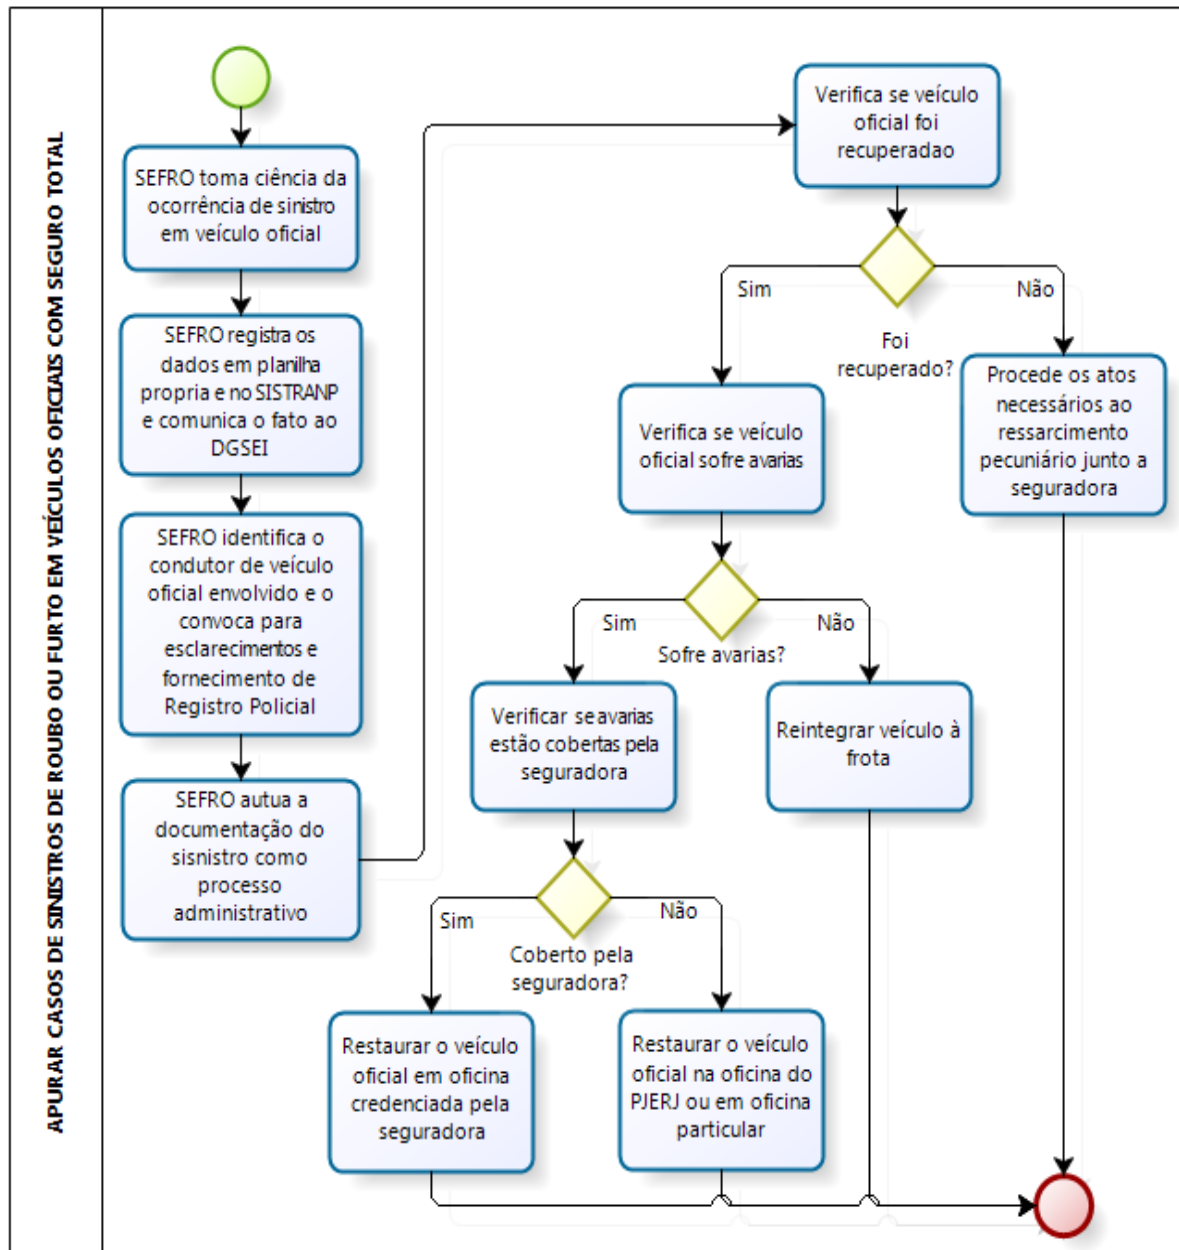 APURAR CASOS DE SINISTROS DE ROUBO OU FURTO EM VEÍCULOS OFICIAIS COM SEGURO TOTAL
SEFRO toma ciência da
ocorrência de sinistro
em veículo oficial
SEFRO registra os
dados em planilha
propria e no SISTRANP
e comunica o fato ao
DGSEI
SEFRO identifica o
condutor de veículo
oficial envolvido e o
convoca para
esclarecimentos e
fornecimento de
Registro Policial
SEFRO autua a
documentação do
sisnistro como
processo
administrativo
Verifica se veículo
oficial foi
recuperadao
Sim
Não
Foi
recuperado?
Verifica se veículo
oficial sofre avarias
Procede os atos
necessários ao
ressarcimento
pecuniário junto a
seguradora
Sim
Não
Sofre avarias?
Verificar se avarias
estão cobertas pela
seguradora
Reintegrar veículo à
frota
Sim
Não
Coberto pela
seguradora?
Restaurar o veículo
oficial em oficina
credenciada pela
seguradora
Restaurar o veículo
oficial na oficina do
PJERJ ou em oficina
particular